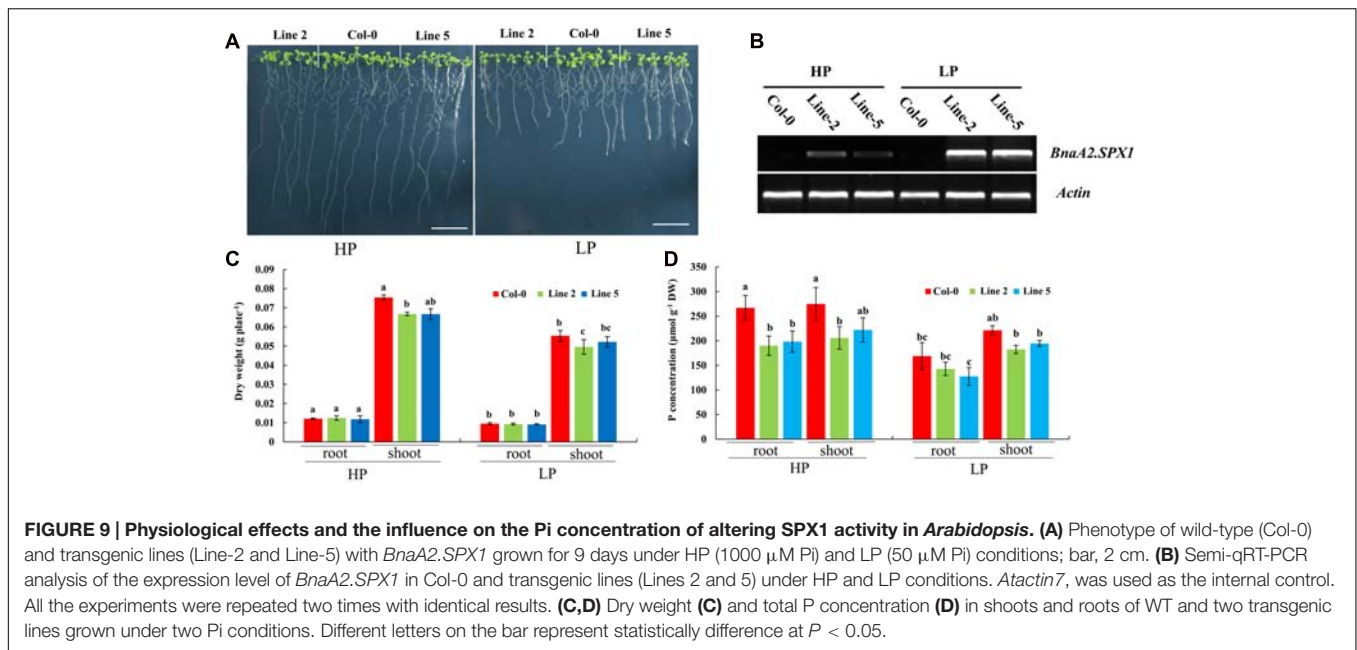 A
Line 2 Col-0 Line 5 Line 2 Col-0 Line 5
HP LP
B
HP LP
Col-0 Line-2 Line-5 Col-0 Line-2 Line-5
BnaA2.SPX1
Actin
C
Dry weight (g plate⁻¹)
0.09
0.08
0.07
0.06
0.05
0.04
0.03
0.02
0.01
0
a a a a b ab b b b b c bc
Col-0 Line 2 Line 5
root shoot root shoot
HP LP
D
P concentration (µmol g⁻¹ DW)
350
300
250
200
150
100
50
0
a b b a b ab bc bc c ab b b
Col-0 Line 2 Line 5
root shoot root shoot
HP LP
FIGURE 9 | Physiological effects and the influence on the Pi concentration of altering SPX1 activity in Arabidopsis. (A) Phenotype of wild-type (Col-0)
and transgenic lines (Line-2 and Line-5) with BnaA2.SPX1 grown for 9 days under HP (1000 µM Pi) and LP (50 µM Pi) conditions; bar, 2 cm. (B) Semi-qRT-PCR
analysis of the expression level of BnaA2.SPX1 in Col-0 and transgenic lines (Lines 2 and 5) under HP and LP conditions. Atactin7, was used as the internal control.
All the experiments were repeated two times with identical results. (C,D) Dry weight (C) and total P concentration (D) in shoots and roots of WT and two transgenic
lines grown under two Pi conditions. Different letters on the bar represent statistically difference at P < 0.05.